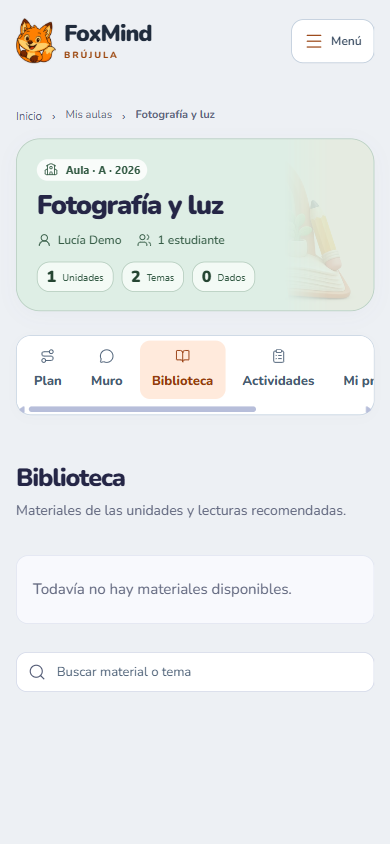 FoxMind
BRÚJULA
Menú
Inicio › Mis aulas › Fotografía y luz
Aula · A · 2026
Fotografía y luz
Lucía Demo 1 estudiante
1 Unidades 2 Temas 0 Dados
Plan Muro Biblioteca Actividades Mi pr
Biblioteca
Materiales de las unidades y lecturas recomendadas.
Todavía no hay materiales disponibles.
Buscar material o tema